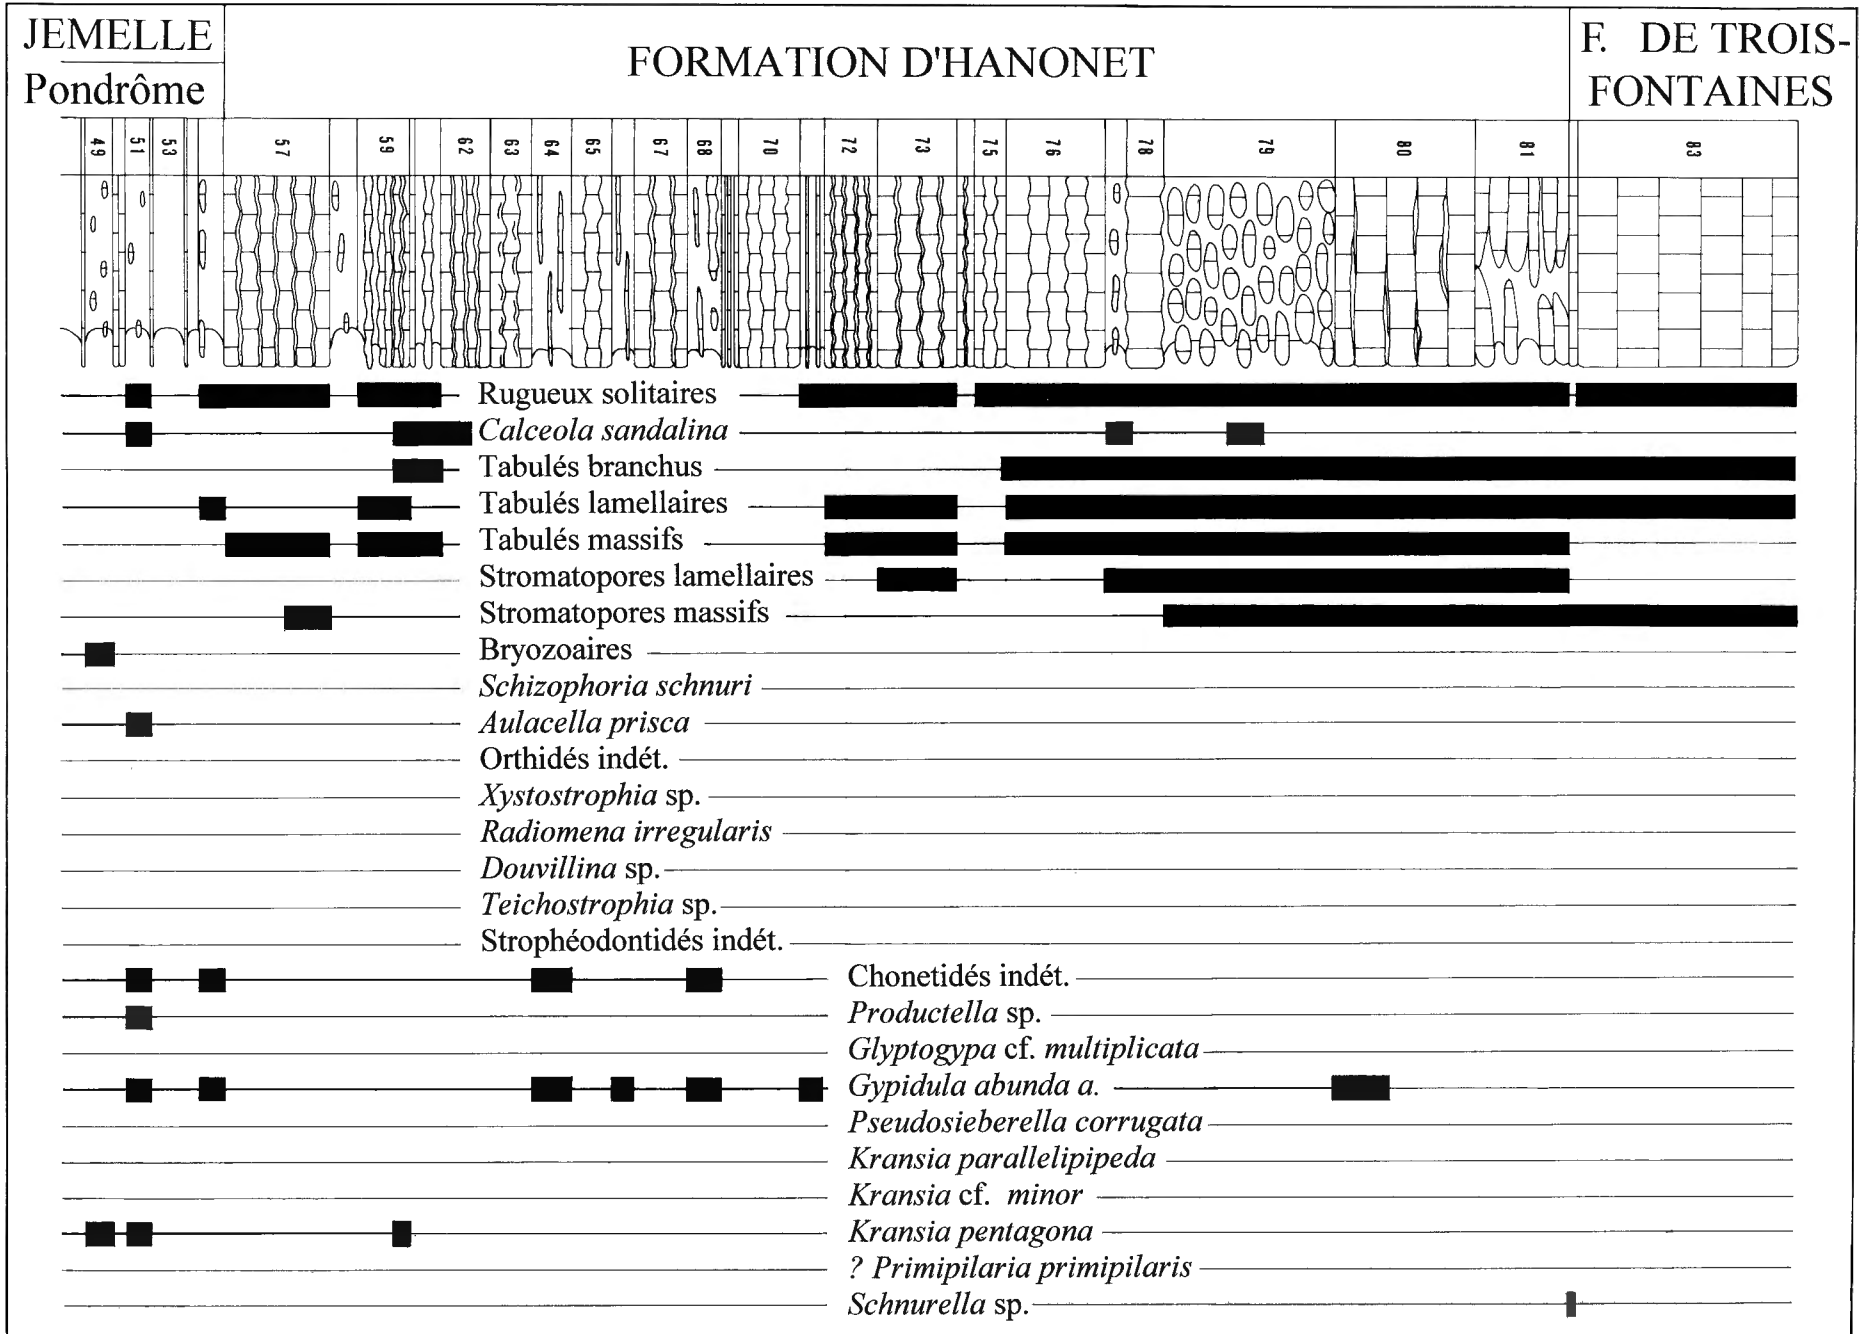 JEMELLE
Pondrôme
FORMATION D'HANONET
F. DE TROIS-
FONTAINES
49 51 53 57 59 62 63 64 65 67 68 70 72 73 75 76 78 79 80 81 83
Rugueux solitaires
Calceola sandalina
Tabulés branchus
Tabulés lamellaires
Tabulés massifs
Stromatopores lamellaires
Stromatopores massifs
Bryozoaires
Schizophoria schnuri
Aulacella prisca
Orthidés indét.
Xystostrophia sp.
Radiomena irregularis
Douvillina sp.
Teichostrophia sp.
Strophéodontidés indét.
Chonetidés indét.
Productella sp.
Glyptogypa cf. multiplicata
Gypidula abunda a.
Pseudosieberella corrugata
Kransia parallelipipeda
Kransia cf. minor
Kransia pentagona
? Primipilaria primipilaris
Schnurella sp.